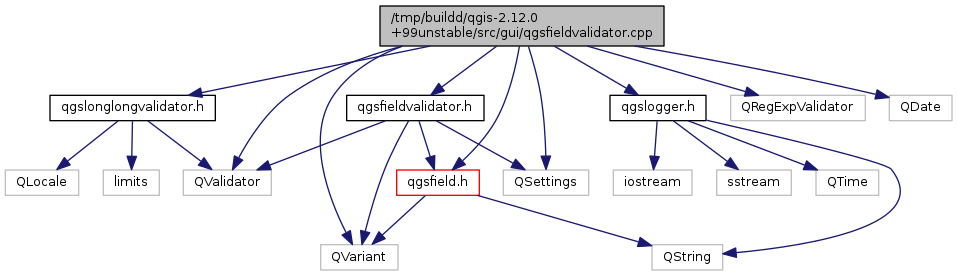 /tmp/buildd/qgis-2.12.0
+99unstable/src/gui/qgsfieldvalidator.cpp
qgslonglongvalidator.h
qgsfieldvalidator.h
qgslogger.h
QRegExpValidator
QDate
QLocale
limits
QValidator
qgsfield.h
QSettings
iostream
sstream
QTime
QVariant
QString